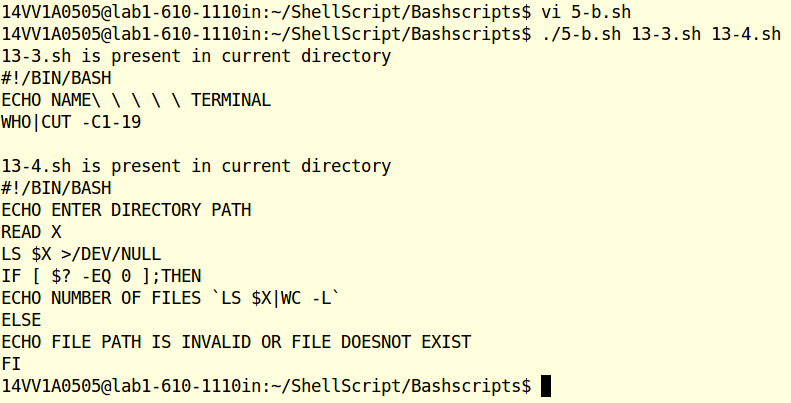 14VV1A0505@lab1-610-1110in:~/ShellScript/Bashscripts$ vi 5-b.sh
14VV1A0505@lab1-610-1110in:~/ShellScript/Bashscripts$ ./5-b.sh 13-3.sh 13-4.sh
13-3.sh is present in current directory
#!/BIN/BASH
ECHO NAME\ \ \ \ \ TERMINAL
WHO|CUT -C1-19
13-4.sh is present in current directory
#!/BIN/BASH
ECHO ENTER DIRECTORY PATH
READ X
LS $X >/DEV/NULL
IF [ $? -EQ 0 ];THEN
ECHO NUMBER OF FILES `LS $X|WC -L`
ELSE
ECHO FILE PATH IS INVALID OR FILE DOESNOT EXIST
FI
14VV1A0505@lab1-610-1110in:~/ShellScript/Bashscripts$